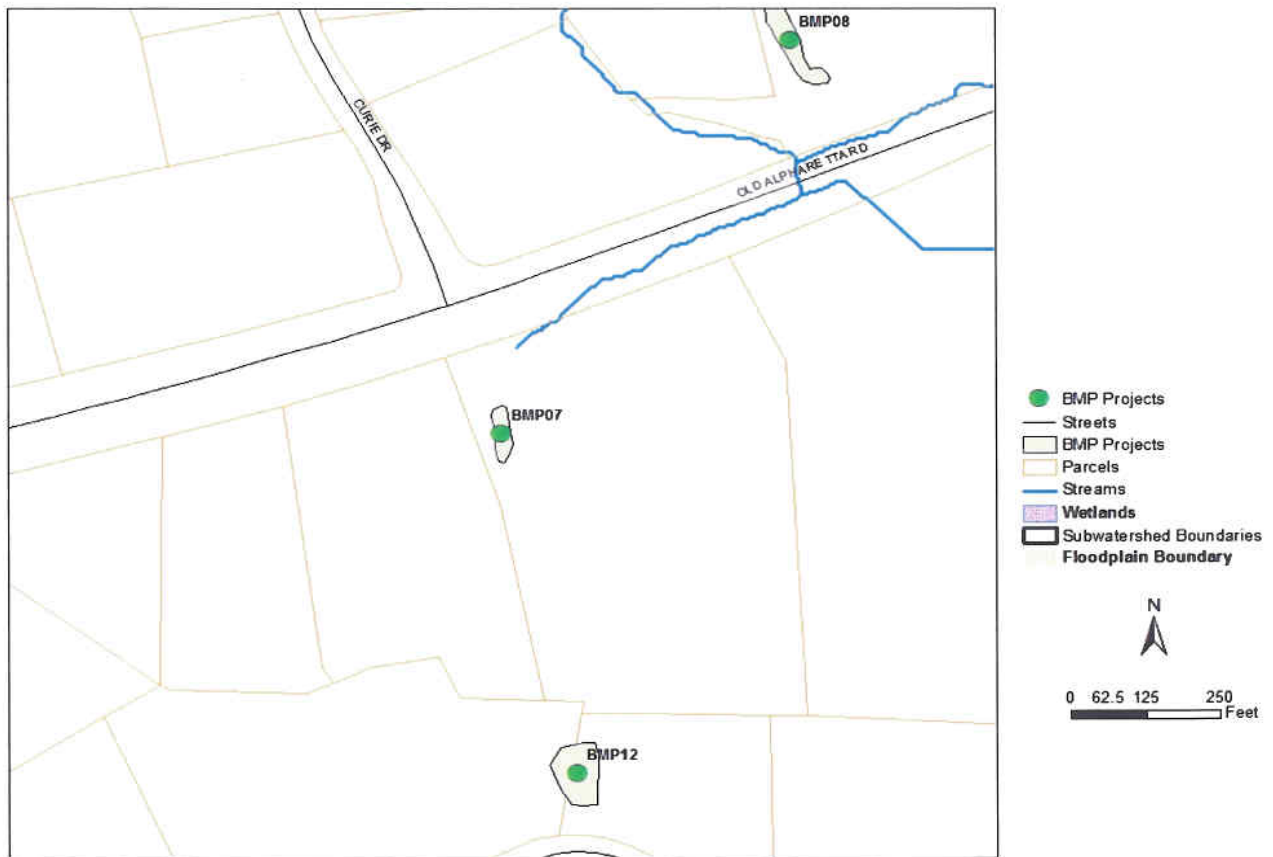 BMP08
CURIE DR
OLD ALPHARETTA RD
BMP07
BMP12
BMP Projects
Streets
BMP Projects
Parcels
Streams
Wetlands
Subwatershed Boundaries
Floodplain Boundary
N
0 62.5 125 250
Feet